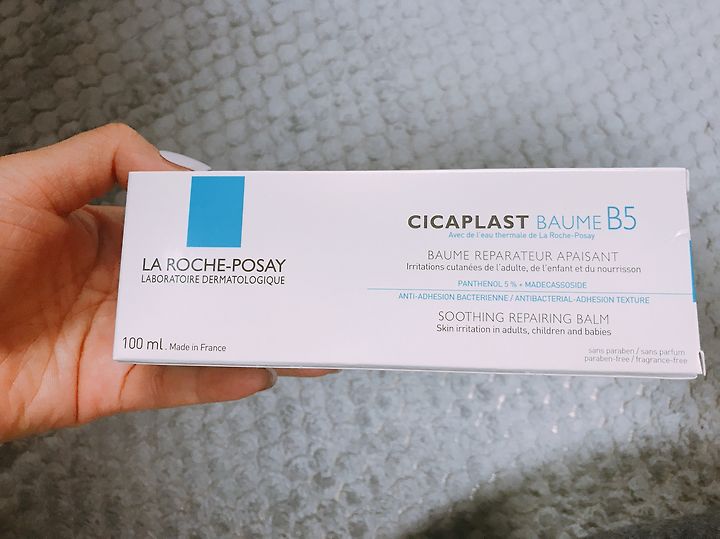 LA ROCHE-POSAY
LABORATOIRE DERMATOLOGIQUE
100 ml . Made in France
CICAPLAST BAUME B5
Avec de l'eau thermale de La Roche-Posay
BAUME REPARATEUR APAISANT
Irritations cutanées de l'adulte, de l'enfant et du nourrisson
PANTHENOL 5 % + MADECASSOSIDE
ANTI-ADHESION BACTERIENNE / ANTIBACTERIAL-ADHESION TEXTURE
SOOTHING REPAIRING BALM
Skin irritation in adults, children and babies
sans paraben / sans parfum
paraben-free / fragrance-free